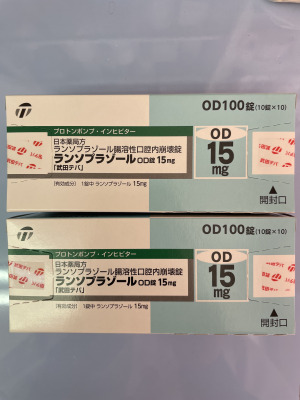 OD100錠(10錠×10)
プロトンポンプ・インヒビター
日本薬局方
ランソプラゾール腸溶性口腔内崩壊錠
ランソプラゾールOD錠15mg
「武田テバ」
[有効成分] 1錠中 ランソプラゾール 15mg
OD
15
mg
開封口
OD100錠(10錠×10)
プロトンポンプ・インヒビター
日本薬局方
ランソプラゾール腸溶性口腔内崩壊錠
ランソプラゾールOD錠15mg
「武田テバ」
[有効成分] 1錠中 ランソプラゾール 15mg
OD
15
mg
開封口